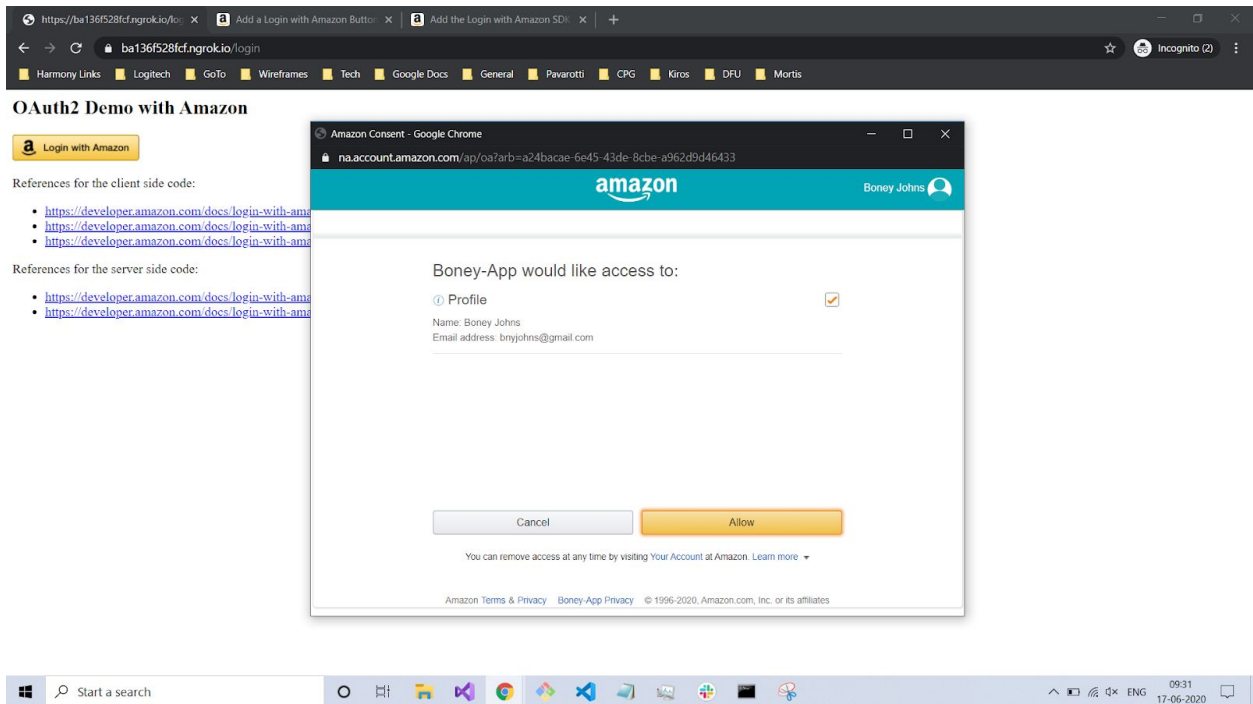 https://ba136f528fcf.ngrok.io/log
Add a Login with Amazon Button
Add the Login with Amazon SDK
ba136f528fcf.ngrok.io/login
Incognito (2)
Harmony Links Logitech GoTo Wireframes Tech Google Docs General Pavarotti CPG Kiros DFU Mortis
OAuth2 Demo with Amazon
Login with Amazon
References for the client side code:
https://developer.amazon.com/docs/login-with-ama
https://developer.amazon.com/docs/login-with-ama
https://developer.amazon.com/docs/login-with-ama
References for the server side code:
https://developer.amazon.com/docs/login-with-ama
https://developer.amazon.com/docs/login-with-ama
Amazon Consent - Google Chrome
na.account.amazon.com/ap/oa?arb=a24bacae-6e45-43de-8cbe-a962d9d46433
amazon
Boney Johns
Boney-App would like access to:
Profile
Name: Boney Johns
Email address: bnyjohns@gmail.com
Cancel
Allow
You can remove access at any time by visiting Your Account at Amazon. Learn more
Amazon Terms & Privacy Boney-App Privacy © 1996-2020, Amazon.com, Inc. or its affiliates
Start a search
ENG
09:31
17-06-2020